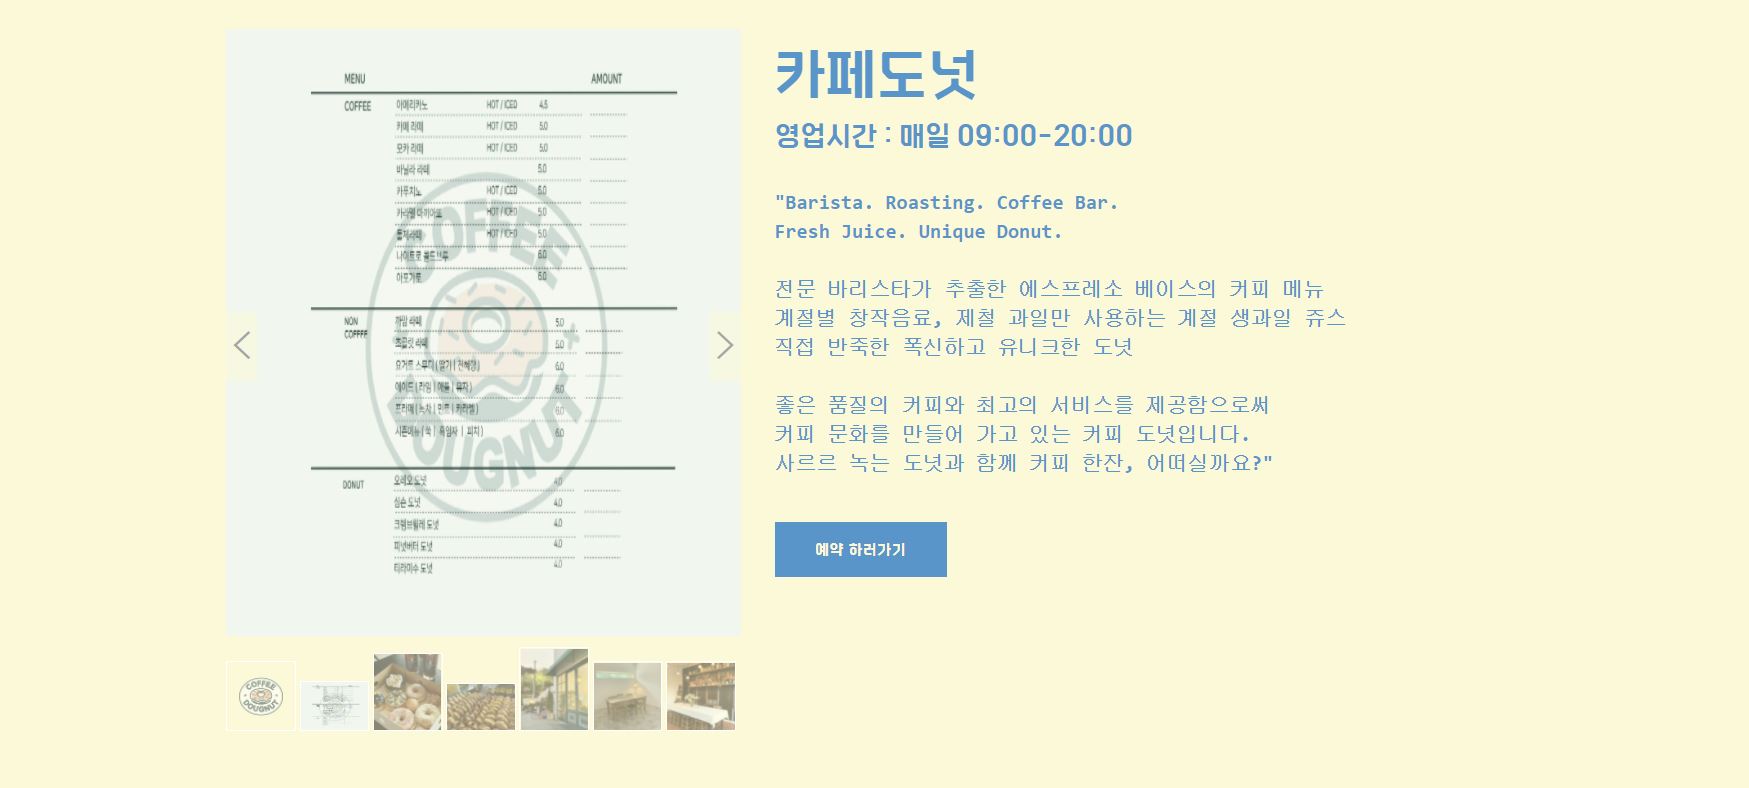 MENU AMOUNT
COFFEE 아메리카노 HOT / ICED 4.5
카페 라떼 HOT / ICED 5.0
모카 라떼 HOT / ICED 5.0
바닐라 라떼 5.0
카푸치노 HOT / ICED 5.0
카라멜 마끼아또 HOT / ICED 5.0
돌체라떼 HOT / ICED 5.0
나이트로 콜드브루 6.0
아포가토 6.0
NON COFFEE
라떼 5.0
초콜릿 라떼 5.0
요거트 스무디 ( 딸기 | 천혜향 ) 6.0
에이드 ( 라임 | 애플 | 유자 ) 6.0
프라페 ( 녹차 | 민트 | 카라멜 ) 6.0
시즌메뉴 ( 쑥 | 흑임자 | 피치 ) 6.0
DONUT 오레오 도넛 4.0
심슨 도넛 4.0
크렘브륄레 도넛 4.0
피넛버터 도넛 4.0
티라미수 도넛 4.0
COFFEE
DOUGNUT
COFFEE
DOUGNUT
카페도넛
영업시간 : 매일 09:00-20:00
"Barista. Roasting. Coffee Bar.
Fresh Juice. Unique Donut.
전문 바리스타가 추출한 에스프레소 베이스의 커피 메뉴
계절별 창작음료, 제철 과일만 사용하는 계절 생과일 쥬스
직접 반죽한 폭신하고 유니크한 도넛
좋은 품질의 커피와 최고의 서비스를 제공함으로써
커피 문화를 만들어 가고 있는 커피 도넛입니다.
사르르 녹는 도넛과 함께 커피 한잔, 어떠실까요?"
예약 하러가기